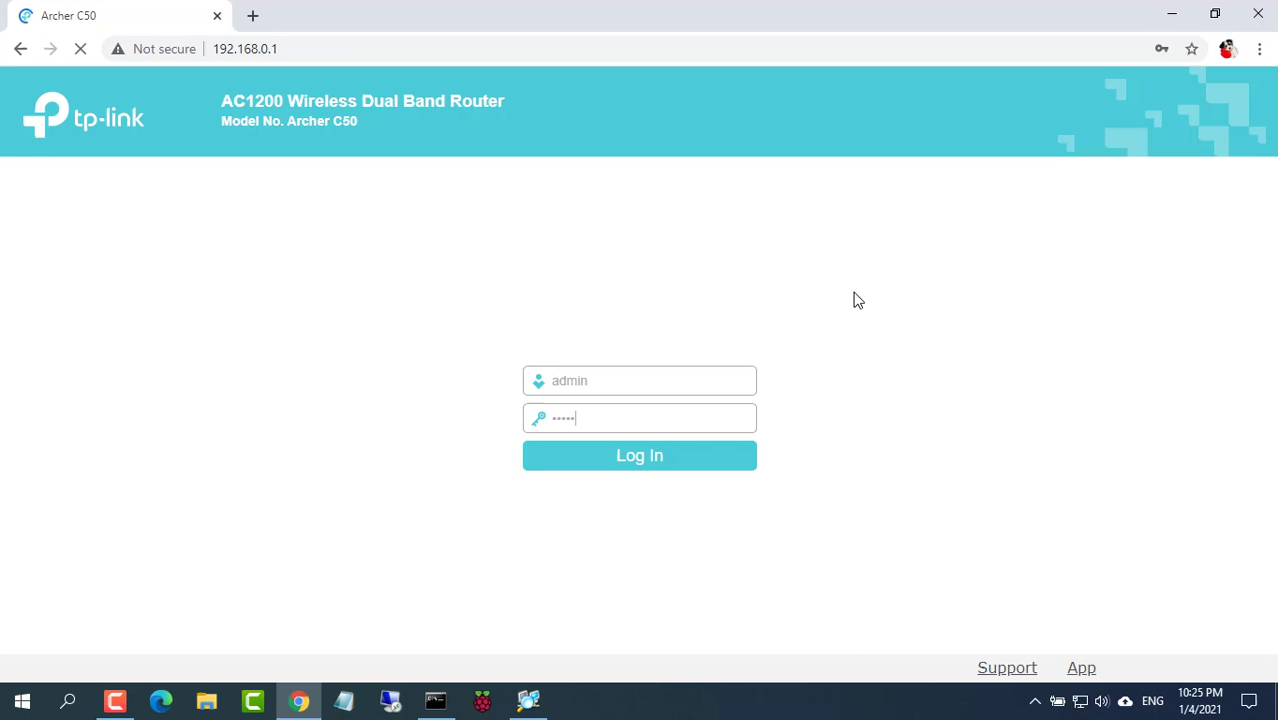 Archer C50
Not secure
192.168.0.1
tp-link
AC1200 Wireless Dual Band Router
Model No. Archer C50
admin
•••••
Log In
Support
App
ENG
10:25 PM
1/4/2021